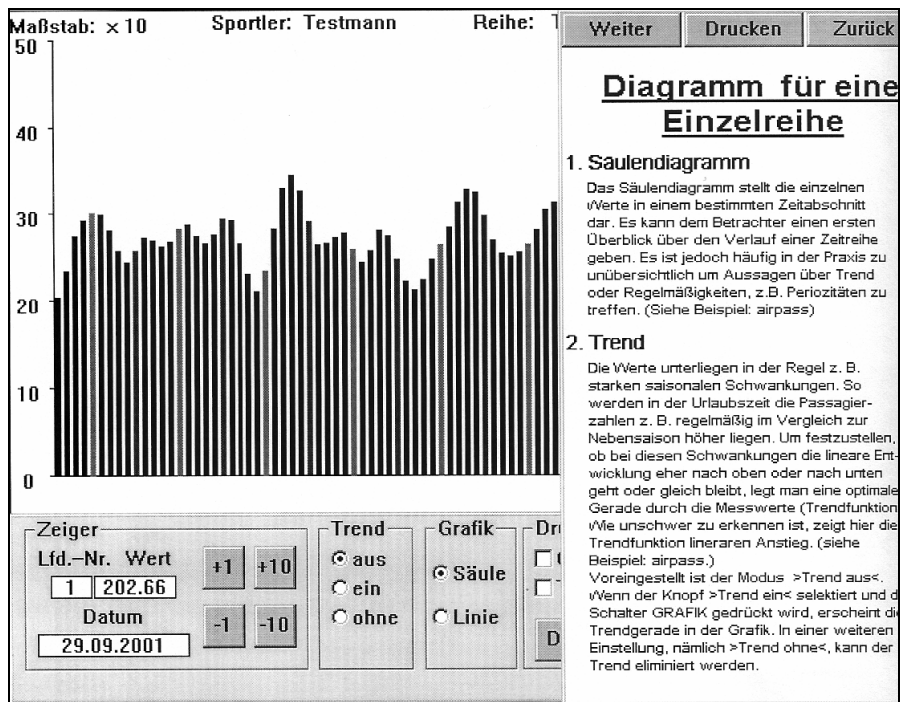 Maßstab: ×10 Sportler: Testmann Reihe:
50
40
30
20
10
0
Zeiger
Lfd.-Nr. Wert
1 202.66
+1 +10
Datum
29.09.2001
-1 -10
Trend
aus
ein
ohne
Grafik
Säule
Linie
Weiter Drucken Zurück
Diagramm für eine
Einzelreihe
1. Säulendiagramm
Das Säulendiagramm stellt die einzelnen
Werte in einem bestimmten Zeitabschnitt
dar. Es kann dem Betrachter einen ersten
Überblick über den Verlauf einer Zeitreihe
geben. Es ist jedoch häufig in der Praxis zu
unübersichtlich um Aussagen über Trend
oder Regelmäßigkeiten, z.B. Periozitäten zu
treffen. (Siehe Beispiel: airpass)
2. Trend
Die Werte unterliegen in der Regel z. B.
starken saisonalen Schwankungen. So
werden in der Urlaubszeit die Passagier-
zahlen z. B. regelmäßig im Vergleich zur
Nebensaison höher liegen. Um festzustellen,
ob bei diesen Schwankungen die lineare Ent-
wicklung eher nach oben oder nach unten
geht oder gleich bleibt, legt man eine optimale
Gerade durch die Messwerte (Trendfunktion
Wie unschwer zu erkennen ist, zeigt hier die
Trendfunktion lineraren Anstieg. (siehe
Beispiel: airpass.)
Voreingestellt ist der Modus >Trend aus<.
Wenn der Knopf >Trend ein< selektiert und d
Schalter GRAFIK gedrückt wird, erscheint die
Trendgerade in der Grafik. In einer weiteren
Einstellung, nämlich >Trend ohne<, kann der
Trend eliminiert werden.